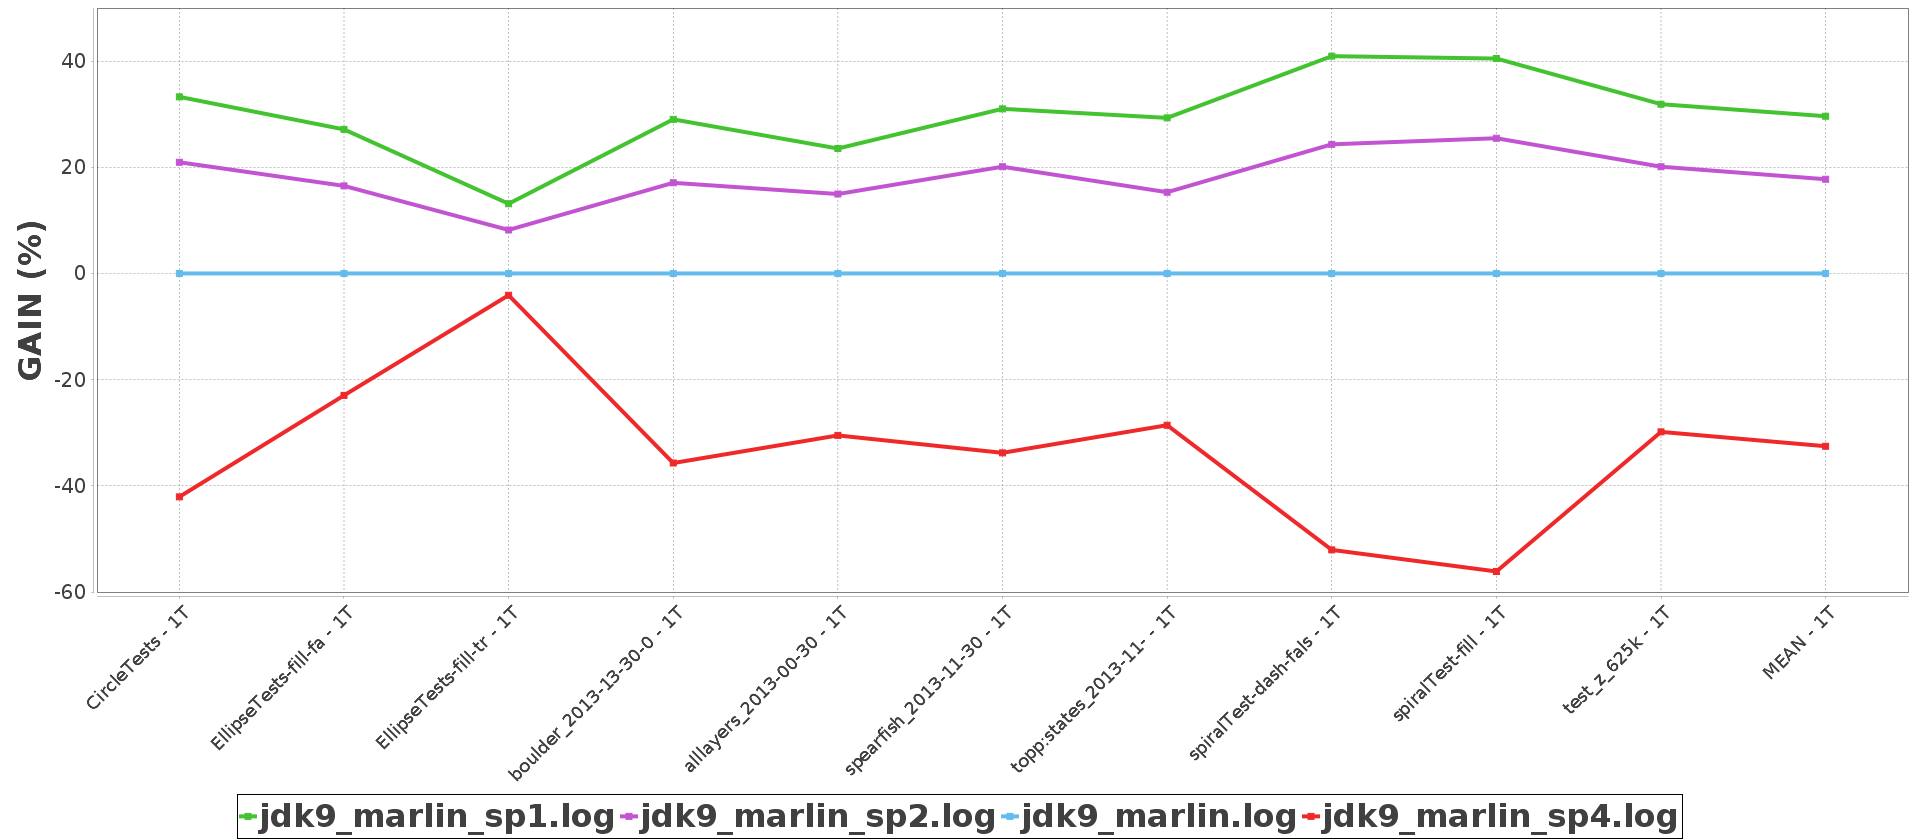 GAIN (%)
40
20
0
-20
-40
-60
CircleTests - 1T
EllipseTests-fill-fa - 1T
EllipseTests-fill-tr - 1T
boulder_2013-13-30-0 - 1T
alllayers_2013-00-30 - 1T
spearfish_2013-11-30 - 1T
topp:states_2013-11- - 1T
spiralTest-dash-fals - 1T
spiralTest-fill - 1T
test_z_625k - 1T
MEAN - 1T
jdk9_marlin_sp1.log jdk9_marlin_sp2.log jdk9_marlin.log jdk9_marlin_sp4.log